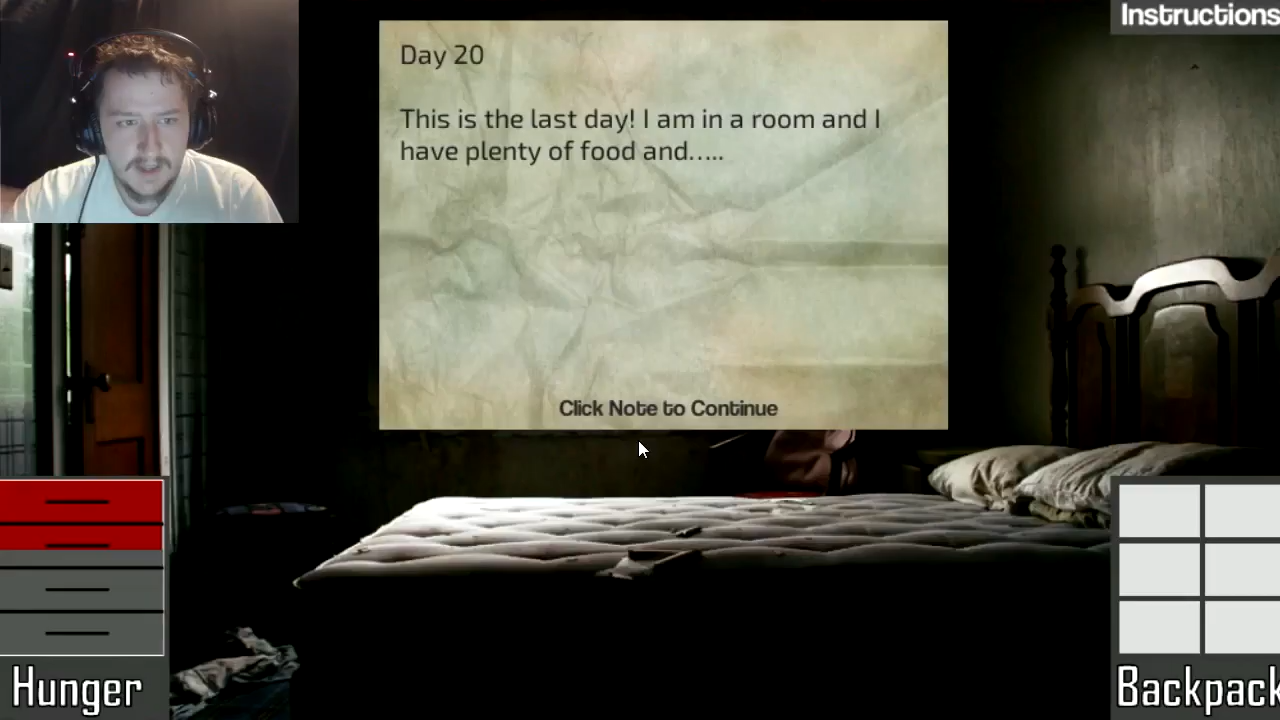 Instructions
Day 20
This is the last day! I am in a room and I
have plenty of food and.....
Click Note to Continue
Hunger
Backpack